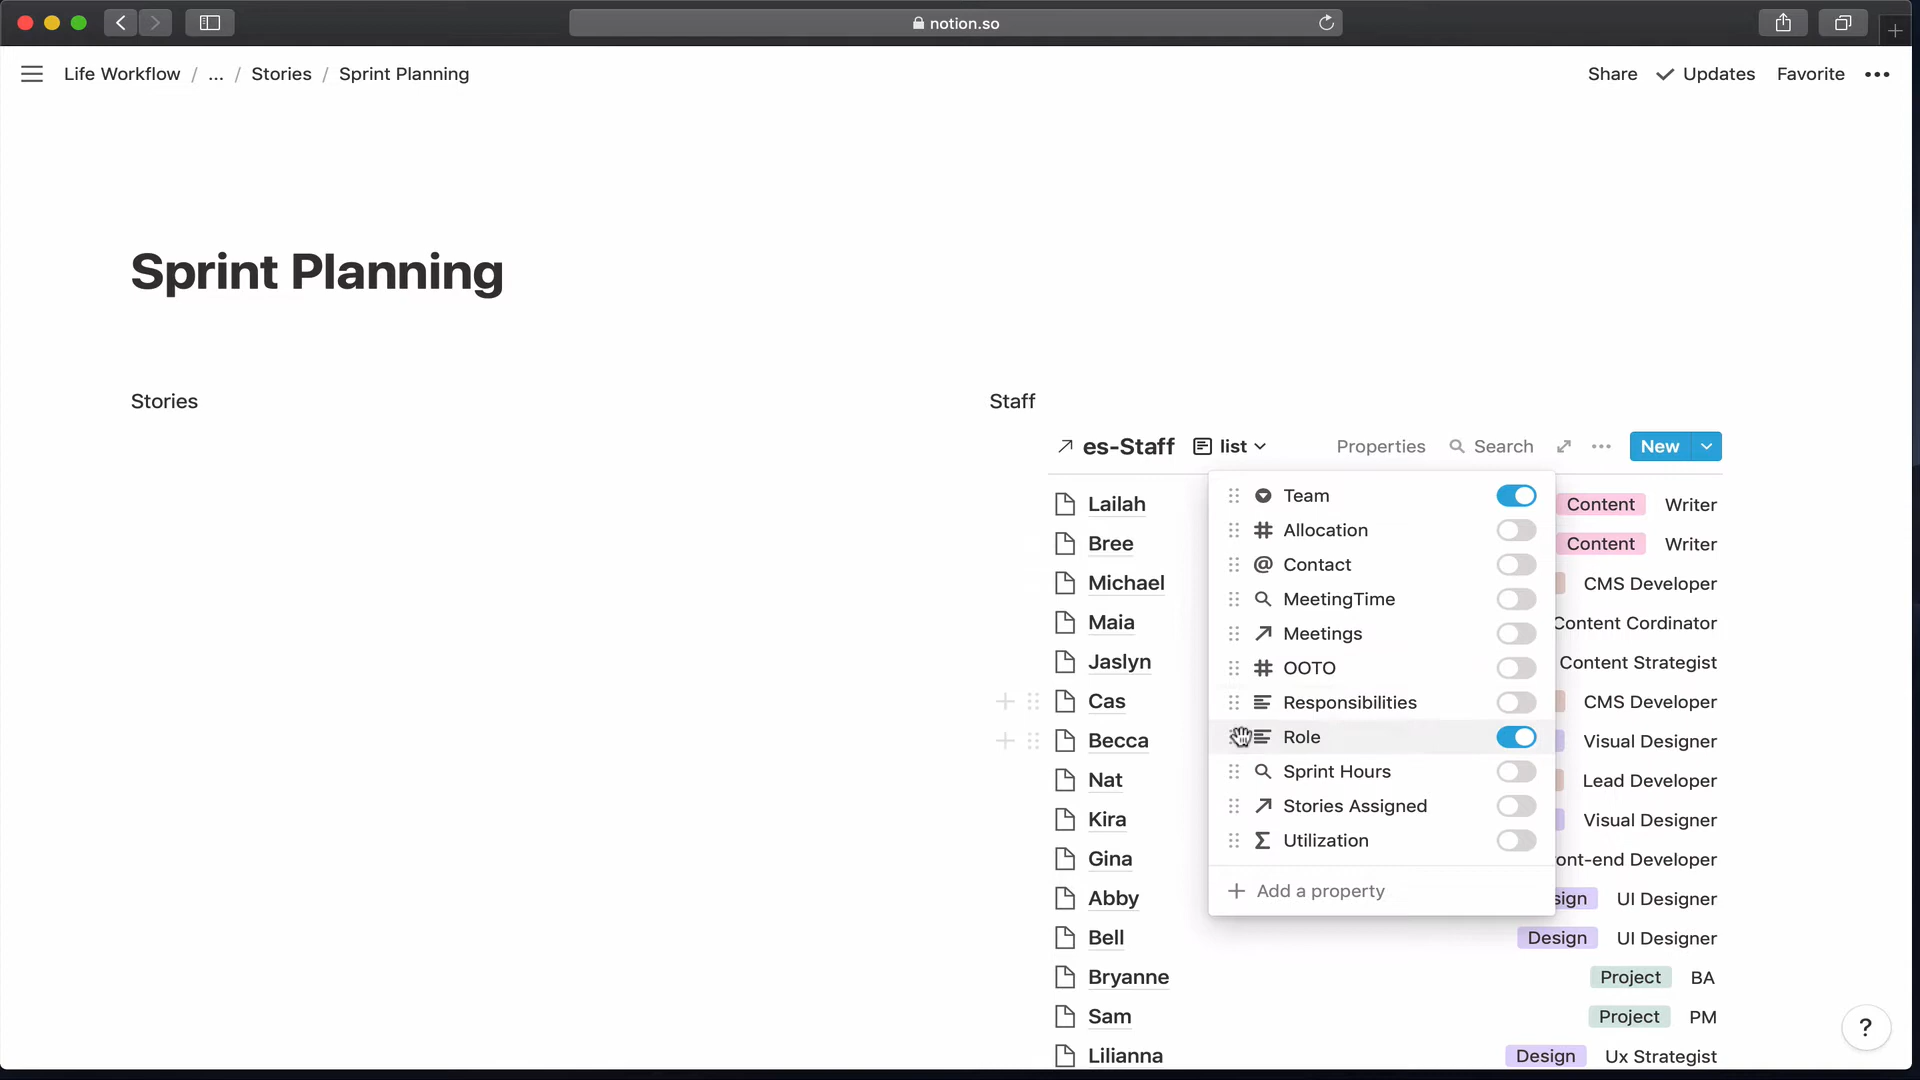 notion.so
Life Workflow / ... / Stories / Sprint Planning
Share Updates Favorite •••
Sprint Planning
Stories
Staff
es-Staff list Properties Search ••• New
Lailah Content Writer
Bree Content Writer
Michael CMS Developer
Maia Content Cordinator
Jaslyn Content Strategist
Cas CMS Developer
Becca Visual Designer
Nat Lead Developer
Kira Visual Designer
Gina ont-end Developer
Abby sign UI Designer
Bell Design UI Designer
Bryanne Project BA
Sam Project PM
Lilianna Design Ux Strategist
Team
# Allocation
@ Contact
MeetingTime
Meetings
# OOTO
Responsibilities
Role
Sprint Hours
Stories Assigned
Σ Utilization
+ Add a property
?